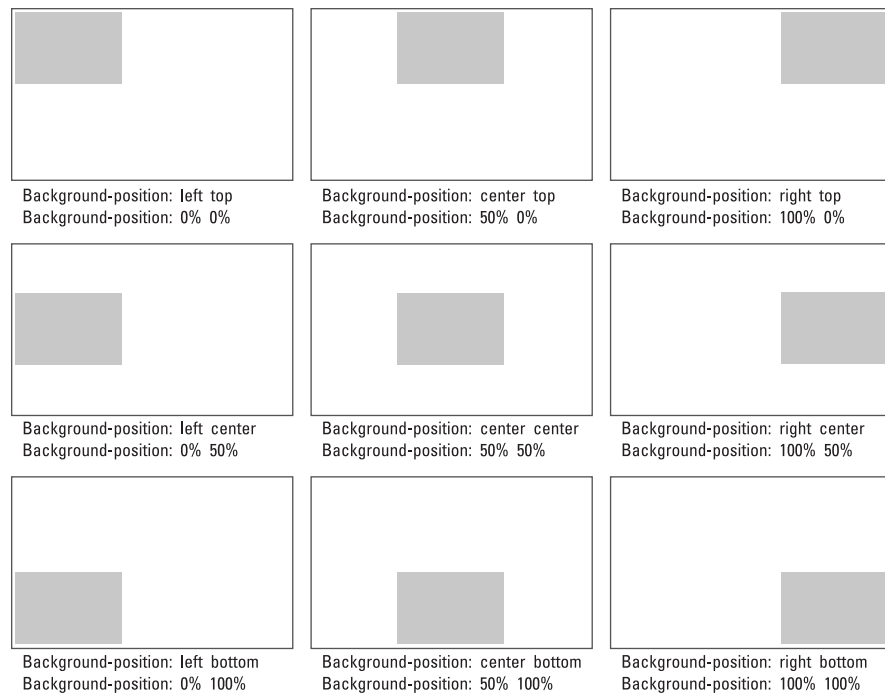 Background-position: left top
Background-position: 0% 0%
Background-position: center top
Background-position: 50% 0%
Background-position: right top
Background-position: 100% 0%
Background-position: left center
Background-position: 0% 50%
Background-position: center center
Background-position: 50% 50%
Background-position: right center
Background-position: 100% 50%
Background-position: left bottom
Background-position: 0% 100%
Background-position: center bottom
Background-position: 50% 100%
Background-position: right bottom
Background-position: 100% 100%